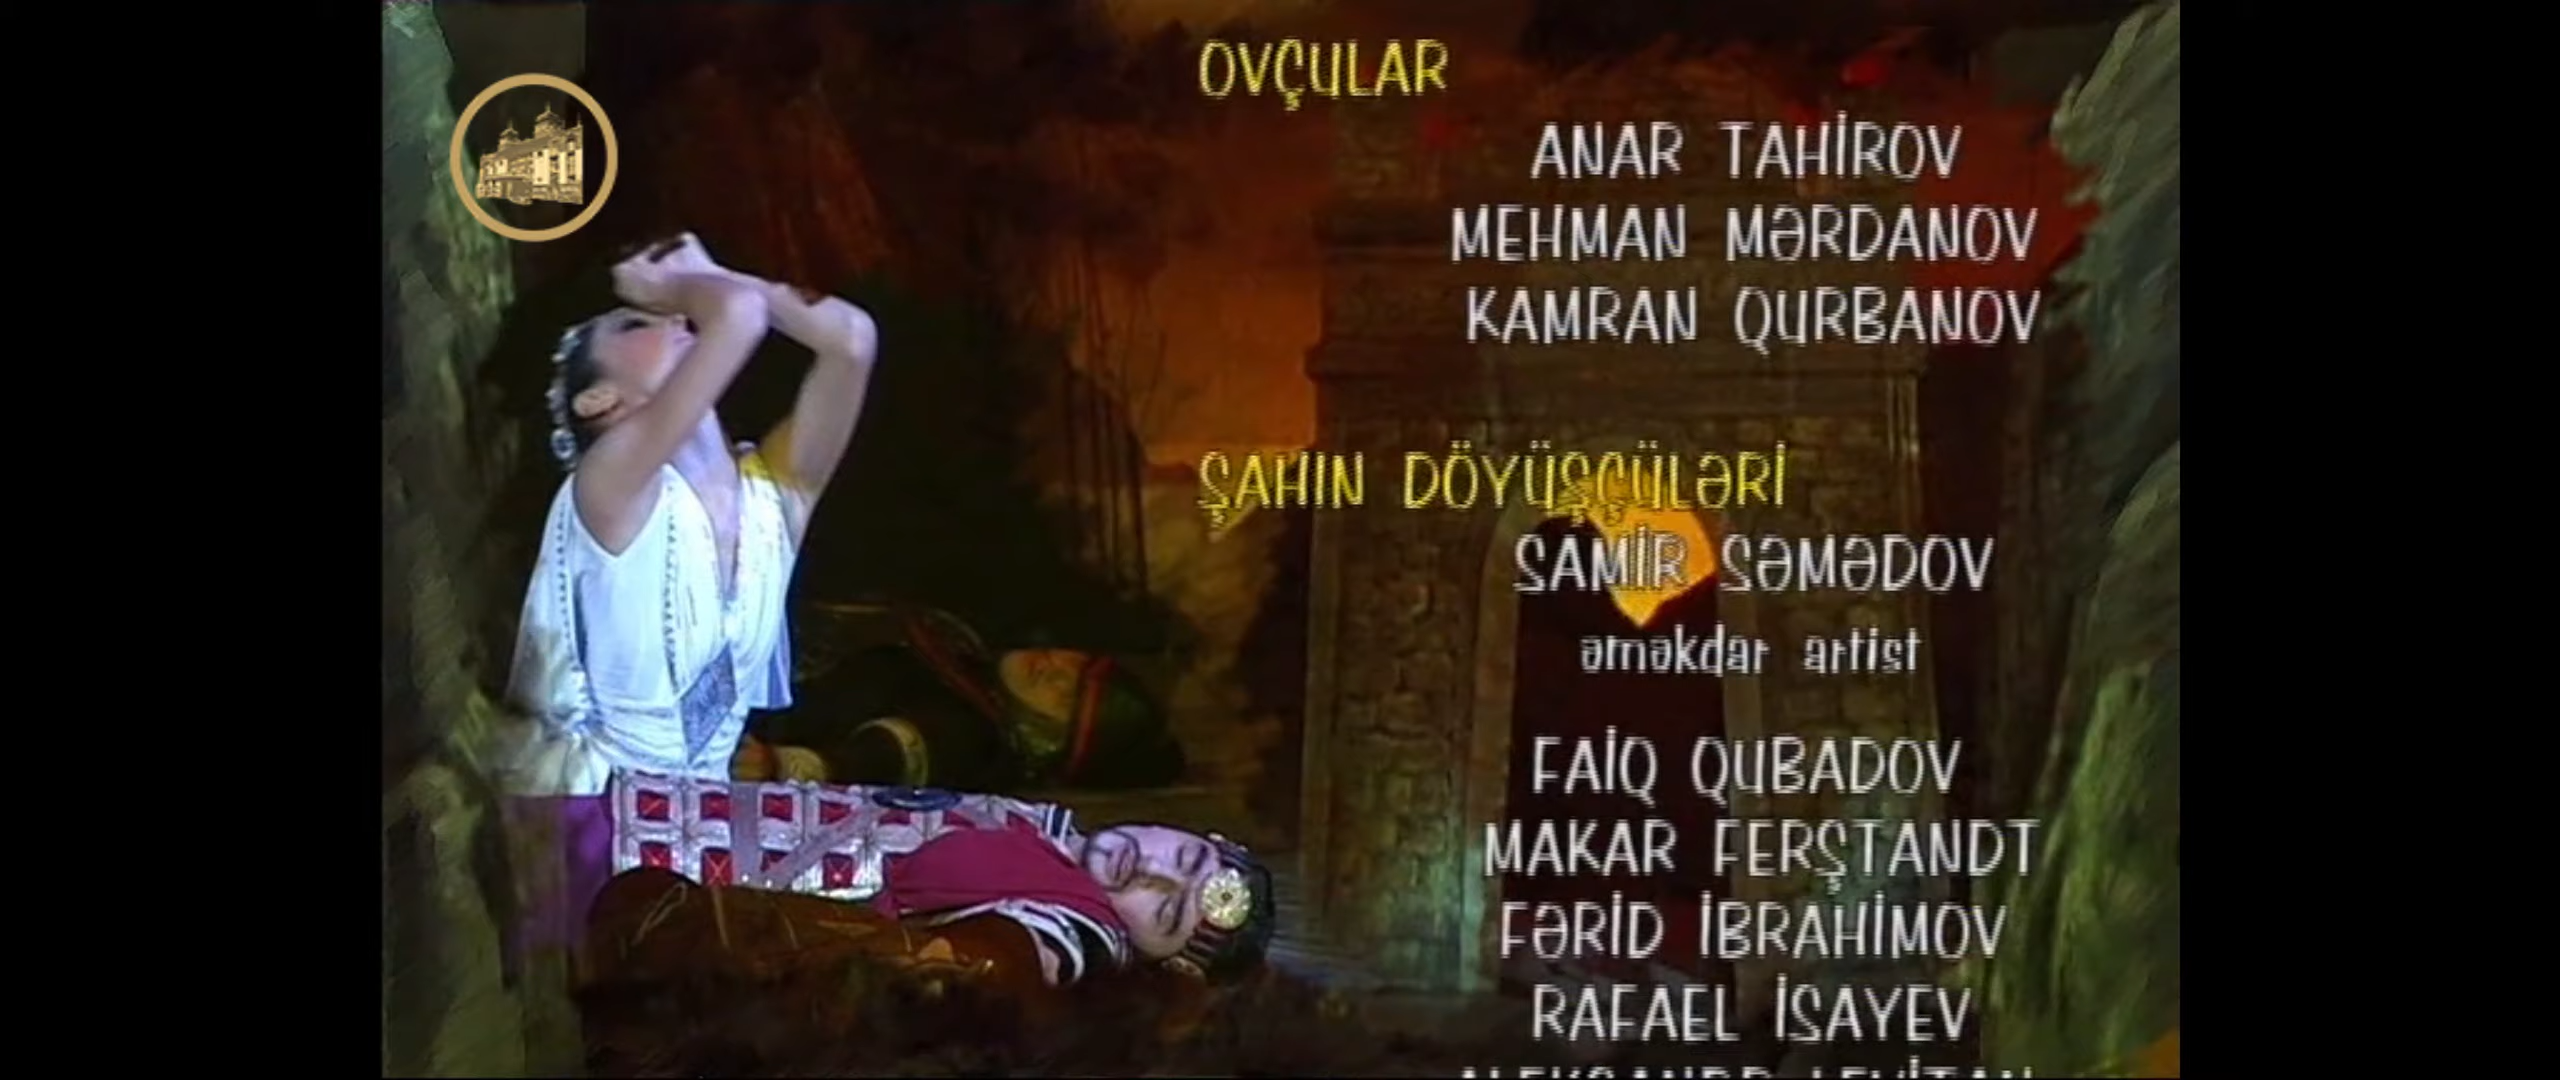 OVÇULAR
ANAR TAHİROV
MEHMAN MƏRDANOV
KAMRAN QURBANOV
ŞAHIN DÖYÜŞÇÜLƏRİ
SAMİR SƏMƏDOV
əməkdar artist
FAİQ QUBADOV
MAKAR FERŞTANDT
FƏRİD İBRAHİMOV
RAFAEL İSAYEV